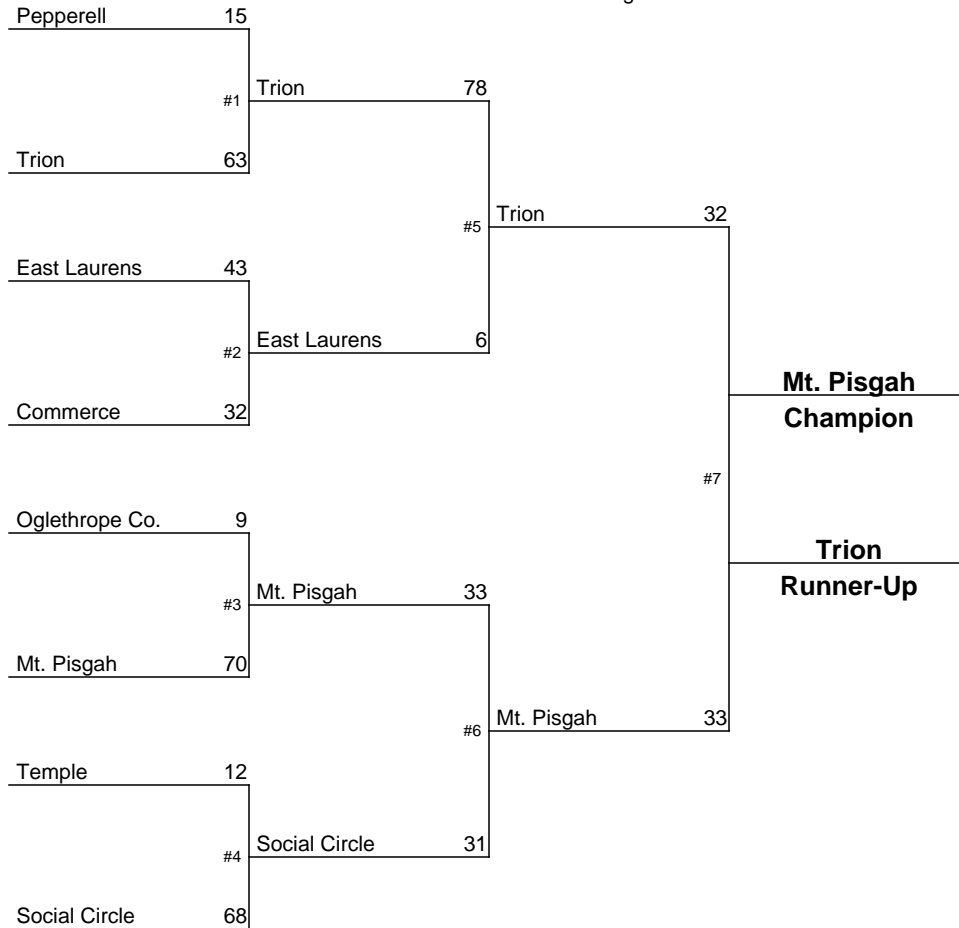 Pepperell 15
#1 Trion 78
Trion 63
#5 Trion 32
East Laurens 43
#2 East Laurens 6
Commerce 32
Mt. Pisgah
Champion
#7
Oglethrope Co. 9
Trion
Runner-Up
#3 Mt. Pisgah 33
Mt. Pisgah 70
#6 Mt. Pisgah 33
Temple 12
#4 Social Circle 31
Social Circle 68